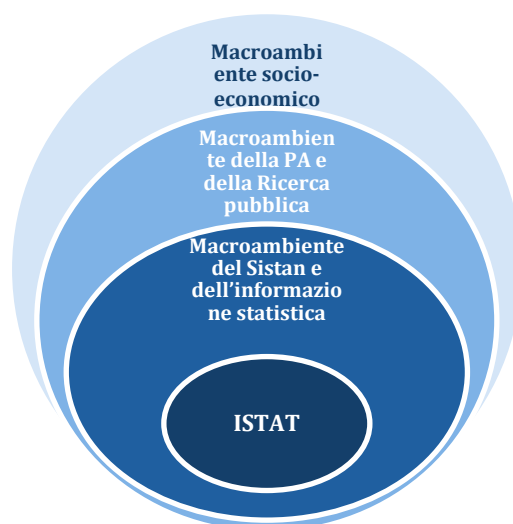 Macroambi
ente socio-
economico
Macroambien
te della PA e
della Ricerca
pubblica
Macroambiente
del Sistan e
dell’informazio
ne statistica
ISTAT